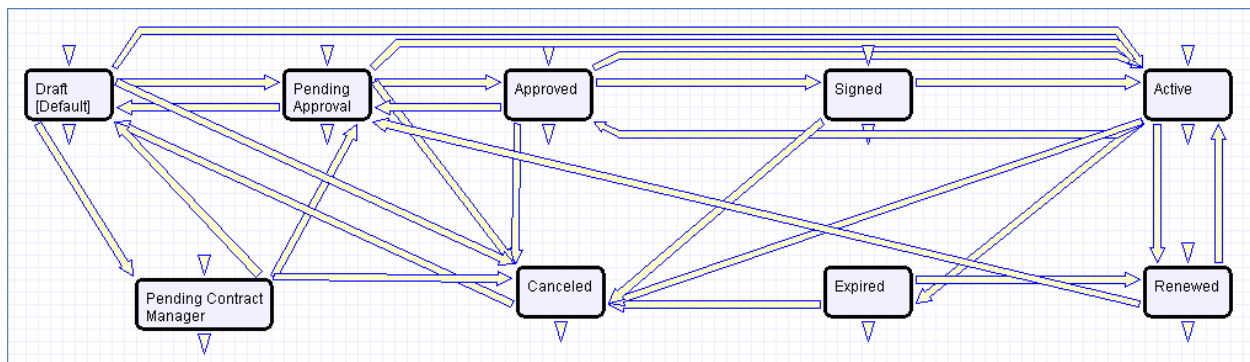 Draft
[Default]
Pending
Approval
Approved
Signed
Active
Pending Contract
Manager
Canceled
Expired
Renewed